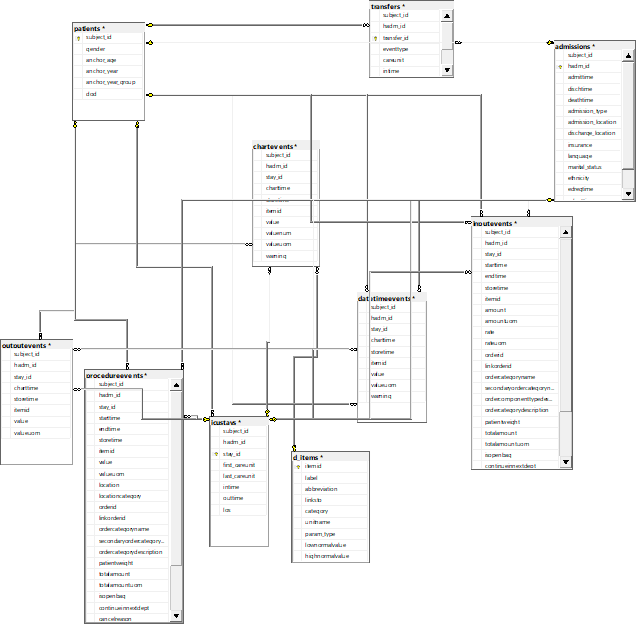 patients *
subject_id
gender
anchor_age
anchor_year
anchor_year_group
dod
transfers *
subject_id
hadm_id
transfer_id
eventtype
careunit
intime
admissions *
subject_id
hadm_id
admittime
dischtime
deathtime
admission_type
admission_location
discharge_location
insurance
language
marital_status
ethnicity
edregtime
chartevents *
subject_id
hadm_id
stay_id
charttime
itemid
value
valuenum
valueuom
warning
inputevents *
subject_id
hadm_id
stay_id
starttime
endtime
storetime
itemid
amount
amountuom
rate
rateuom
orderid
linkorderid
ordercategoryname
secondaryordercategoryn...
ordercomponenttypedes...
ordercategorydescription
patientweight
totalamount
totalamountuom
isopenbag
continueinnextdept
datetimeevents *
subject_id
hadm_id
stay_id
charttime
storetime
itemid
value
valueuom
warning
outputevents *
subject_id
hadm_id
stay_id
charttime
storetime
itemid
value
valueuom
procedureevents *
subject_id
hadm_id
stay_id
starttime
endtime
storetime
itemid
value
valueuom
location
locationcategory
orderid
linkorderid
ordercategoryname
secondaryordercategory...
ordercategorydescription
patientweight
totalamount
totalamountuom
isopenbag
continueinnextdept
cancelreason
icustays *
subject_id
hadm_id
stay_id
first_careunit
last_careunit
intime
outtime
los
d_items *
itemid
label
abbreviation
linksto
category
unitname
param_type
lownormalvalue
highnormalvalue